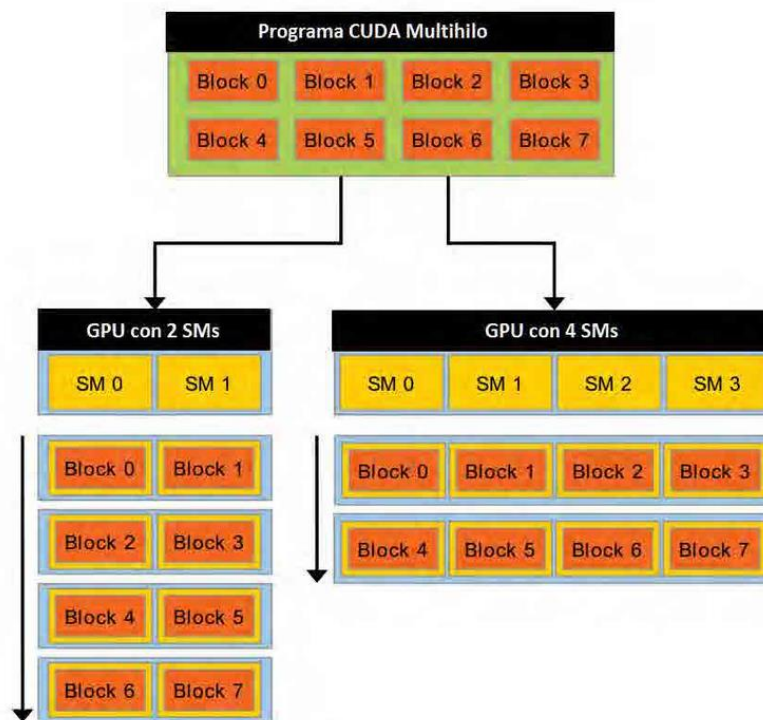 Programa CUDA Multihilo
Block 0 Block 1 Block 2 Block 3
Block 4 Block 5 Block 6 Block 7
GPU con 2 SMs
SM 0 SM 1
Block 0 Block 1
Block 2 Block 3
Block 4 Block 5
Block 6 Block 7
GPU con 4 SMs
SM 0 SM 1 SM 2 SM 3
Block 0 Block 1 Block 2 Block 3
Block 4 Block 5 Block 6 Block 7